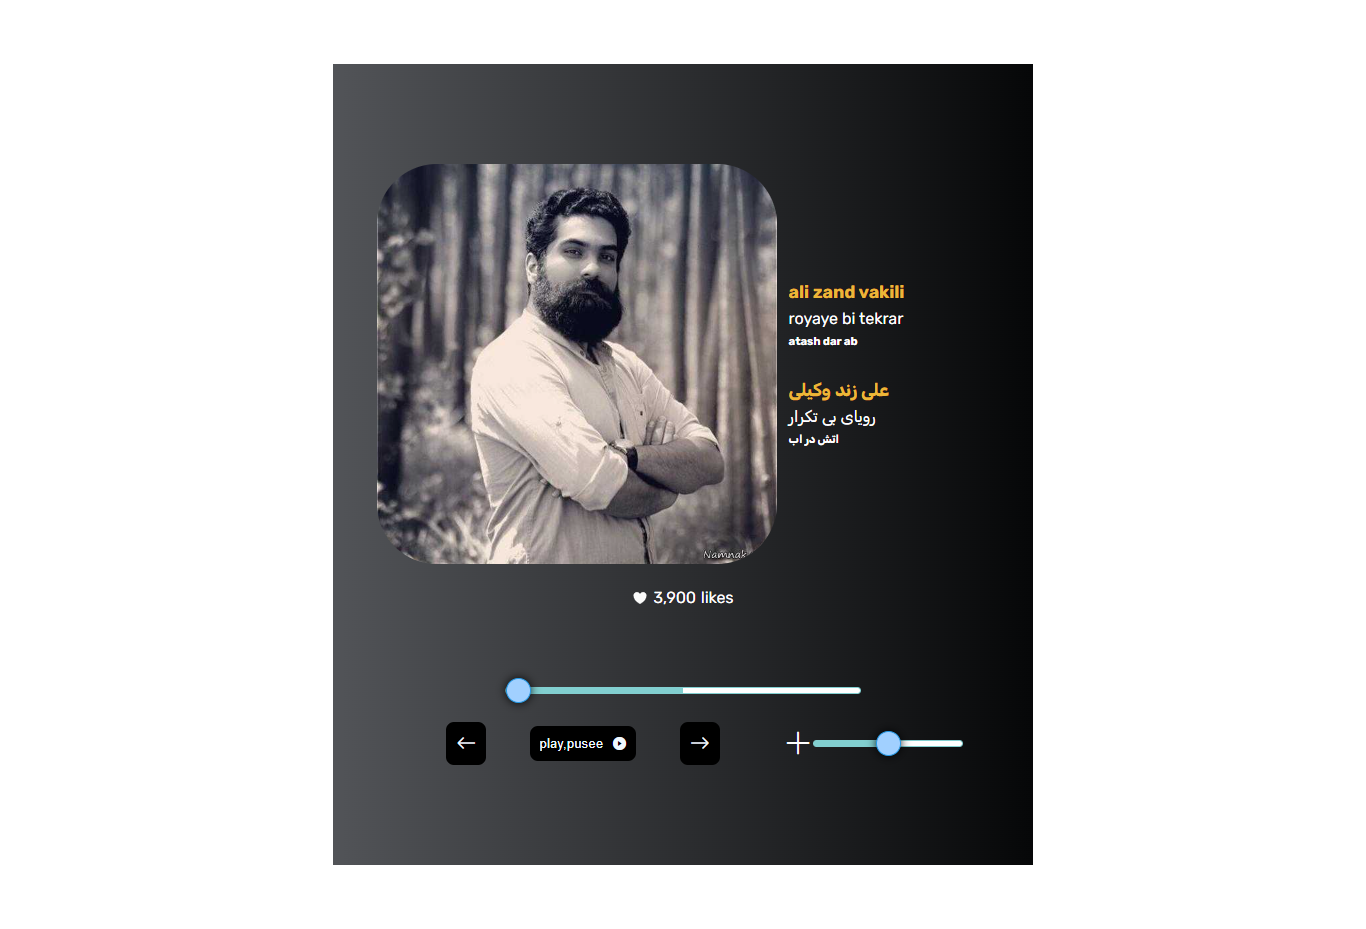 ali zand vakili
royaye bi tekrar
atash dar ab
علی زند وکیلی
رویای بی تکرار
اتش در اب
Namnak
3,900 likes
play,pusee